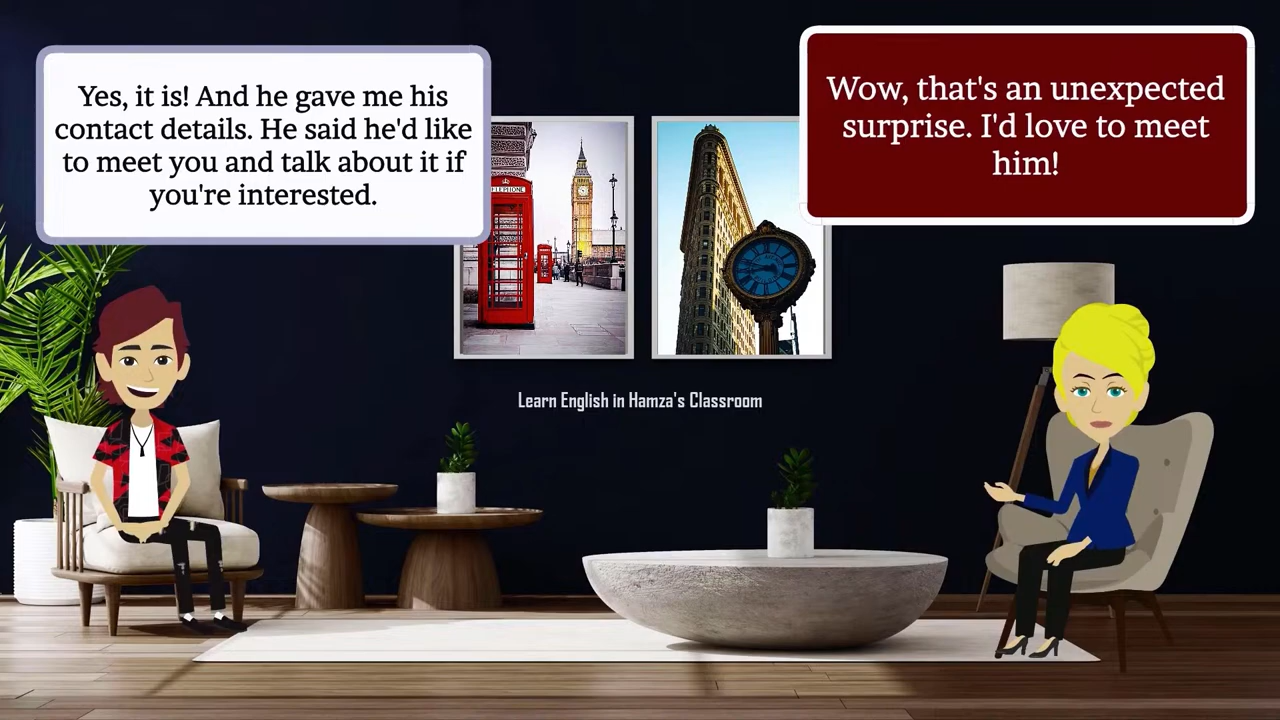 Yes, it is! And he gave me his
contact details. He said he'd like
to meet you and talk about it if
you're interested.
Wow, that's an unexpected
surprise. I'd love to meet
him!
Learn English in Hamza's Classroom